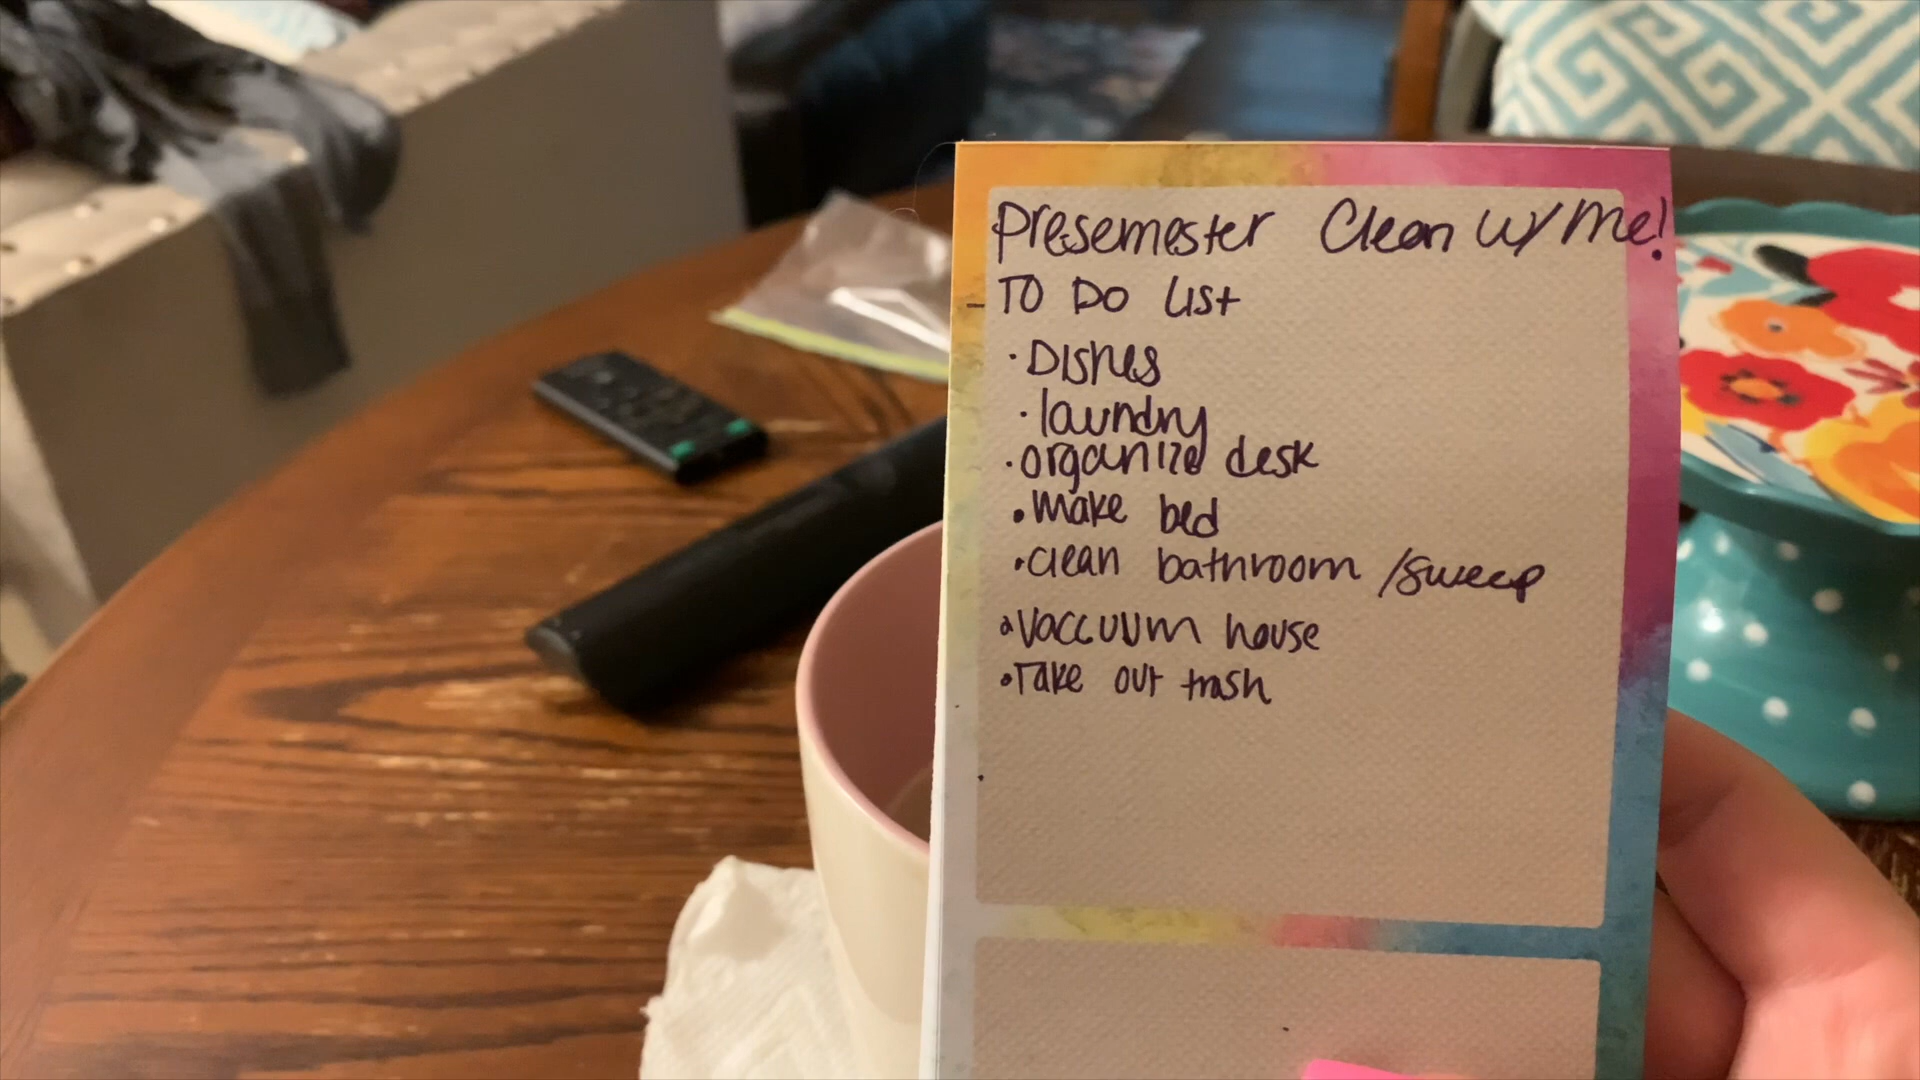 Presemester Clean w/ Me!
- TO DO LIST
· Dishes
· laundry
· organize desk
• Make bed
• clean bathroom /sweep
• Vaccuum house
• Take out trash